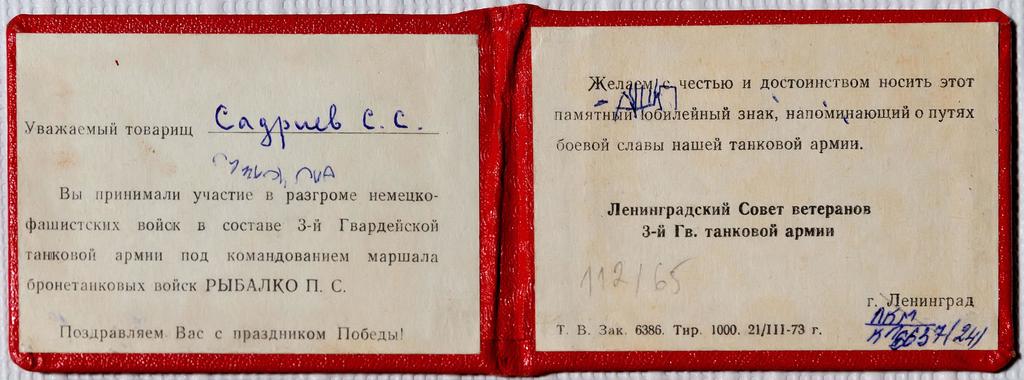 Уважаемый товарищ Садриев С. С.
Вы принимали участие в разгроме немецко-
фашистских войск в составе 3-й Гвардейской
танковой армии под командованием маршала
бронетанковых войск РЫБАЛКО П. С.
Поздравляем Вас с праздником Победы!
Желаем с честью и достоинством носить этот
памятный юбилейный знак, напоминающий о путях
боевой славы нашей танковой армии.
Ленинградский Совет ветеранов
3-й Гв. танковой армии
112/65
г. Ленинград
Т. В. Зак. 6386. Тир. 1000. 21/III-73 г.